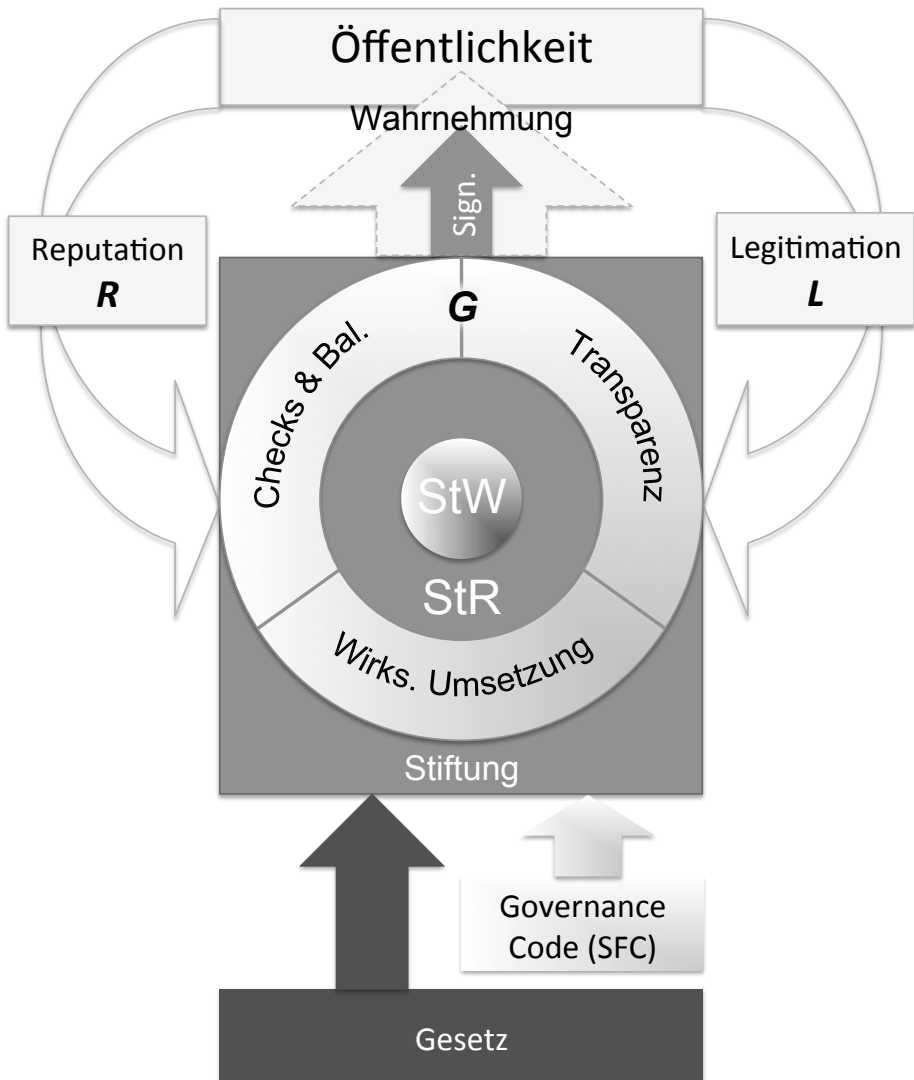 Öffentlichkeit
Wahrnehmung
Sign.
Reputation
R
Legitimation
L
G
Checks & Bal.
Transparenz
StW
StR
Wirks. Umsetzung
Stiftung
Governance
Code (SFC)
Gesetz